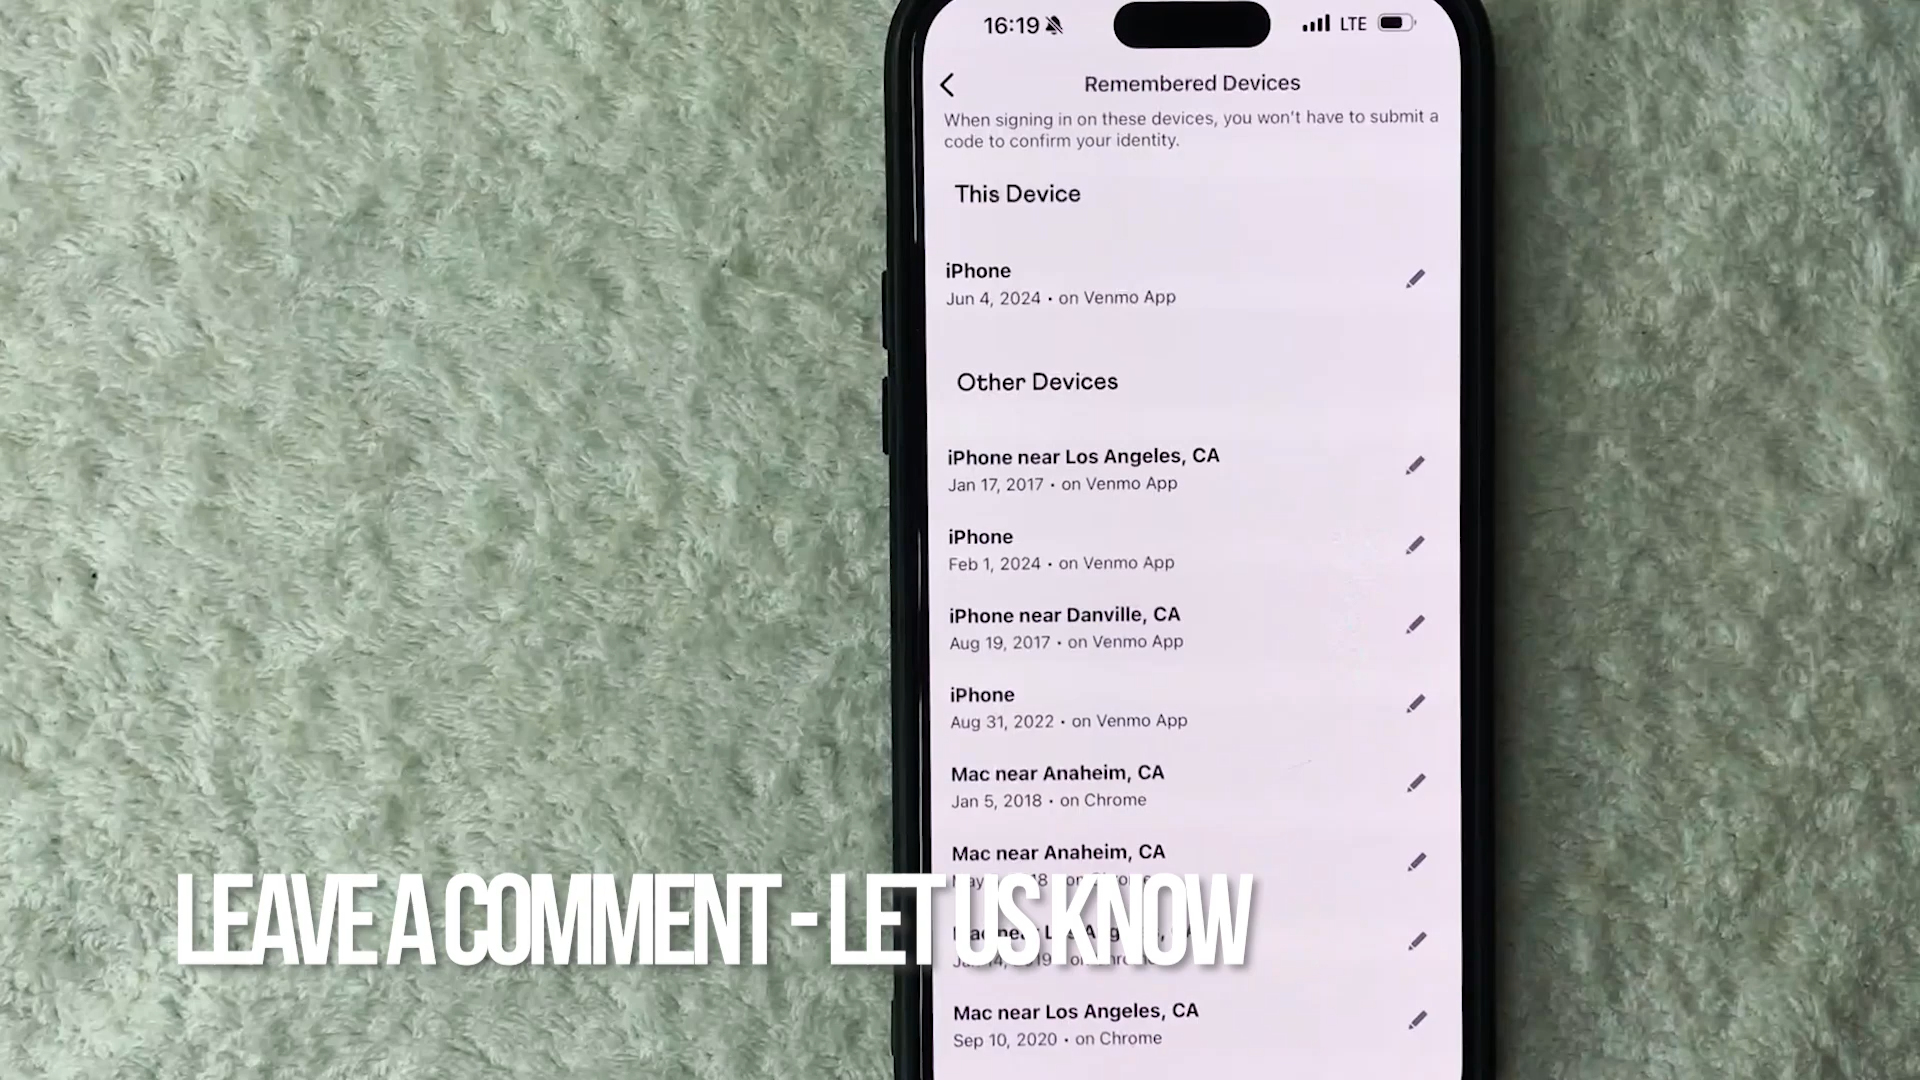 16:19
LTE
Remembered Devices
When signing in on these devices, you won't have to submit a
code to confirm your identity.
This Device
iPhone
Jun 4, 2024 • on Venmo App
Other Devices
iPhone near Los Angeles, CA
Jan 17, 2017 • on Venmo App
iPhone
Feb 1, 2024 • on Venmo App
iPhone near Danville, CA
Aug 19, 2017 • on Venmo App
iPhone
Aug 31, 2022 • on Venmo App
Mac near Anaheim, CA
Jan 5, 2018 • on Chrome
Mac near Anaheim, CA
LEAVE A COMMENT - LET US KNOW
Mac near Los Angeles, CA
Sep 10, 2020 • on Chrome